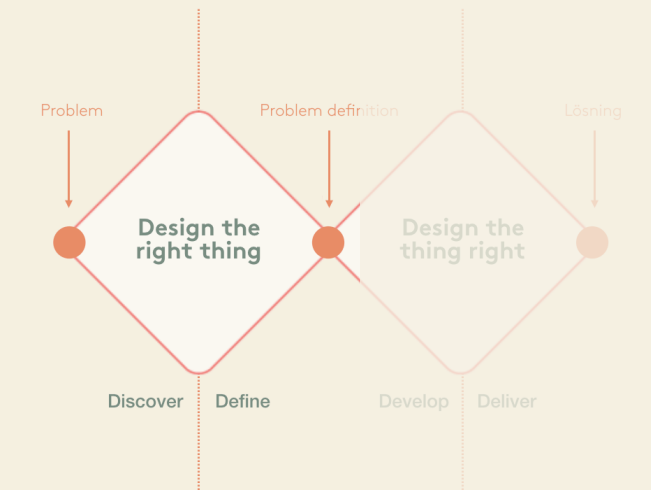 Problem
Problem definition
Lösning
Design the
right thing
Design the
thing right
Discover
Define
Develop
Deliver